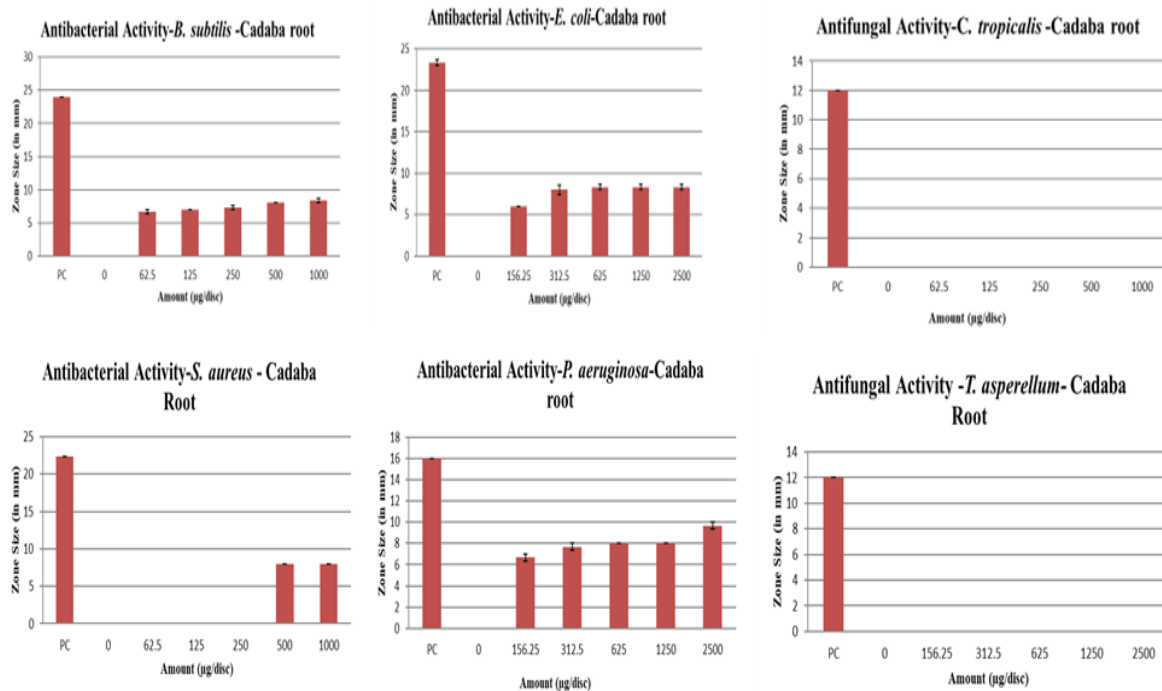 Antibacterial Activity-B. subtilis -Cadaba root
Zone Size (in mm)
30
25
20
15
10
5
0
PC 0 62.5 125 250 500 1000
Amount (µg/disc)
Antibacterial Activity-E. coli-Cadaba root
Zone Size (in mm)
25
20
15
10
5
0
PC 0 156.25 312.5 625 1250 2500
Amount (µg/disc)
Antifungal Activity-C. tropicalis -Cadaba root
Zone Size (in mm)
14
12
10
8
6
4
2
0
PC 0 62.5 125 250 500 1000
Amount (µg/disc)
Antibacterial Activity-S. aureus - Cadaba
Root
Zone Size (in mm)
25
20
15
10
5
0
PC 0 62.5 125 250 500 1000
Amount (µg/disc)
Antibacterial Activity-P. aeruginosa-Cadaba
root
Zone Size (in mm)
18
16
14
12
10
8
6
4
2
0
PC 0 156.25 312.5 625 1250 2500
Amount (µg/disc)
Antifungal Activity -T. asperellum- Cadaba
Root
Zone Size (in mm)
14
12
10
8
6
4
2
0
PC 0 156.25 312.5 625 1250 2500
Amount (µg/disc)